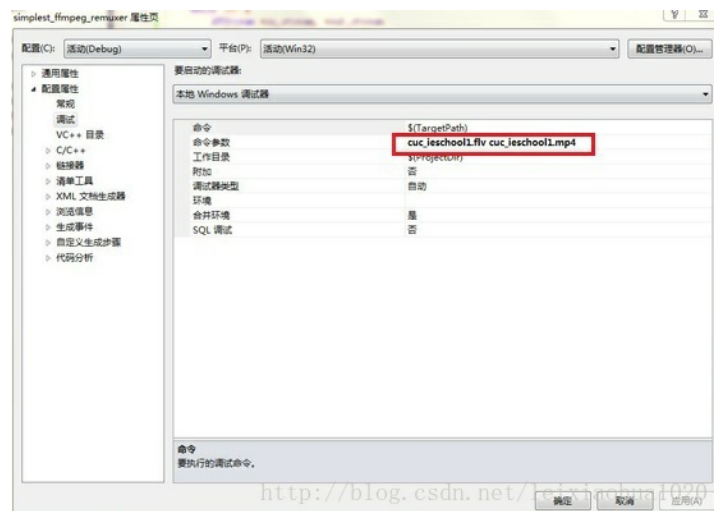 simplest_ffmpeg_remuxer 属性页
配置(C): 活动(Debug) 平台(P): 活动(Win32) 配置管理器(O)...
通用属性
配置属性
常规
调试
VC++ 目录
C/C++
链接器
清单工具
XML 文档生成器
浏览信息
生成事件
自定义生成步骤
代码分析
要启动的调试器:
本地 Windows 调试器
命令 $(TargetPath)
命令参数 cuc_ieschool1.flv cuc_ieschool1.mp4
工作目录 $(ProjectDir)
附加 否
调试器类型 自动
环境
合并环境 是
SQL 调试 否
命令
要执行的调试命令。
http://blog.csdn.net/leixiaohua1020
确定 取消 应用(A)